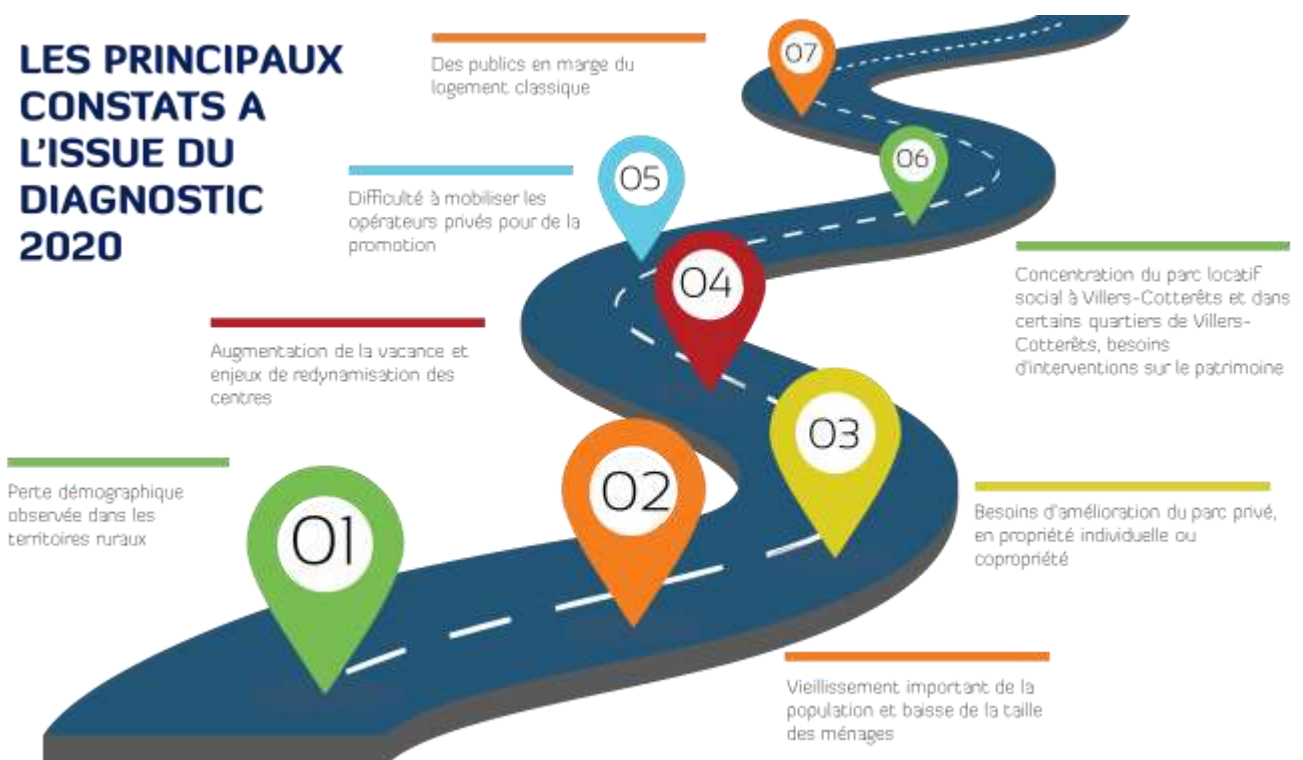 LES PRINCIPAUX
CONSTATS A
L'ISSUE DU
DIAGNOSTIC
2020
Des publics en marge du
logement classique
07
06
05
Difficulté à mobiliser les
opérateurs privés pour de la
promotion
Concentration du parc locatif
social à Villers-Cotterêts et dans
certains quartiers de Villers-
Cotterêts, besoins
d'interventions sur le patrimoine
04
Augmentation de la vacance et
enjeux de redynamisation des
centres
03
Besoins d'amélioration du parc privé,
en propriété individuelle ou
copropriété
02
Vieillissement important de la
population et baisse de la taille
des ménages
01
Perte démographique
observée dans les
territoires ruraux